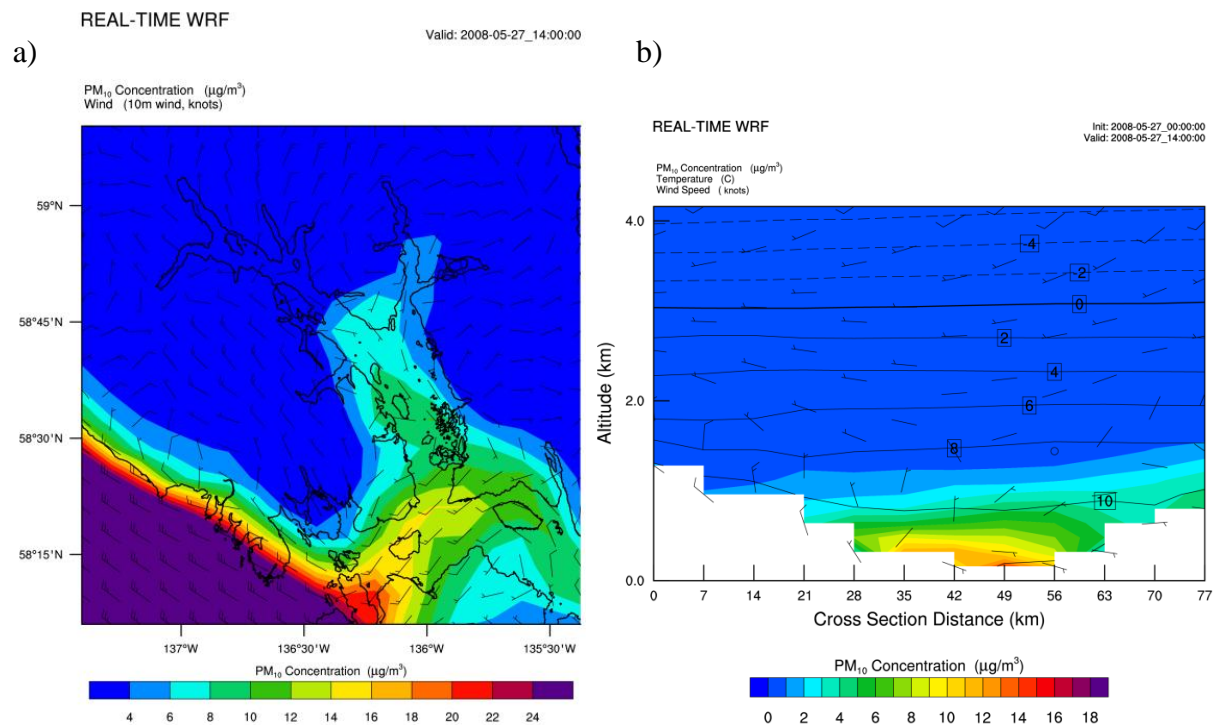 REAL-TIME WRF
Valid: 2008-05-27_14:00:00
a)
PM10 Concentration (µg/m3)
Wind (10m wind, knots)
59°N
58°45'N
58°30'N
58°15'N
137°W
136°30'W
136°W
135°30'W
PM10 Concentration (µg/m3)
4 6 8 10 12 14 16 18 20 22 24
b)
REAL-TIME WRF
Init: 2008-05-27_00:00:00
Valid: 2008-05-27_14:00:00
PM10 Concentration (µg/m3)
Temperature (C)
Wind Speed ( knots)
4.0
2.0
0.0
Altitude (km)
-4
-2
0
2
4
6
8
10
0 7 14 21 28 35 42 49 56 63 70 77
Cross Section Distance (km)
PM10 Concentration (µg/m3)
0 2 4 6 8 10 12 14 16 18